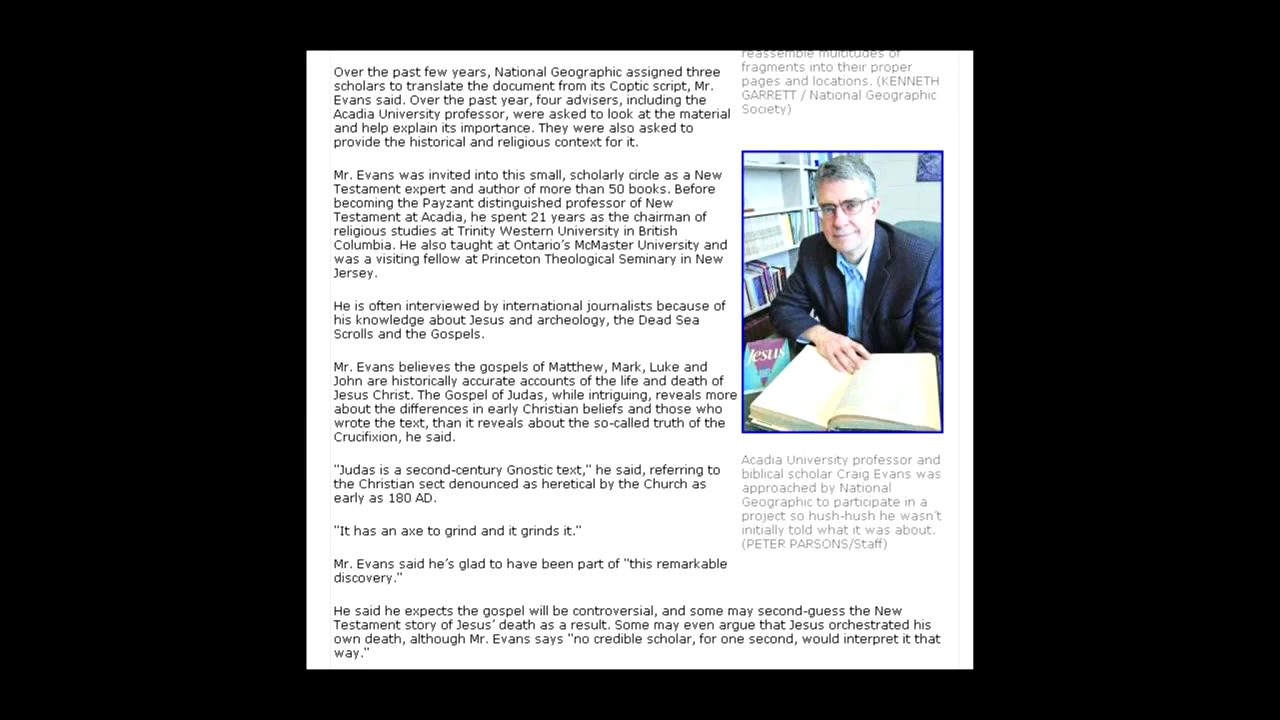 reassemble multitudes of
fragments into their proper
pages and locations. (KENNETH
GARRETT / National Geographic
Society)
Over the past few years, National Geographic assigned three
scholars to translate the document from its Coptic script, Mr.
Evans said. Over the past year, four advisers, including the
Acadia University professor, were asked to look at the material
and help explain its importance. They were also asked to
provide the historical and religious context for it.
Mr. Evans was invited into this small, scholarly circle as a New
Testament expert and author of more than 50 books. Before
becoming the Payzant distinguished professor of New
Testament at Acadia, he spent 21 years as the chairman of
religious studies at Trinity Western University in British
Columbia. He also taught at Ontario's McMaster University and
was a visiting fellow at Princeton Theological Seminary in New
Jersey.
He is often interviewed by international journalists because of
his knowledge about Jesus and archeology, the Dead Sea
Scrolls and the Gospels.
Mr. Evans believes the gospels of Matthew, Mark, Luke and
John are historically accurate accounts of the life and death of
Jesus Christ. The Gospel of Judas, while intriguing, reveals more
about the differences in early Christian beliefs and those who
wrote the text, than it reveals about the so-called truth of the
Crucifixion, he said.
"Judas is a second-century Gnostic text," he said, referring to
the Christian sect denounced as heretical by the Church as
early as 180 AD.
"It has an axe to grind and it grinds it."
Mr. Evans said he's glad to have been part of "this remarkable
discovery."
He said he expects the gospel will be controversial, and some may second-guess the New
Testament story of Jesus' death as a result. Some may even argue that Jesus orchestrated his
own death, although Mr. Evans says "no credible scholar, for one second, would interpret it that
way."
Jesus
Acadia University professor and
biblical scholar Craig Evans was
approached by National
Geographic to participate in a
project so hush-hush he wasn't
initially told what it was about.
(PETER PARSONS/Staff)